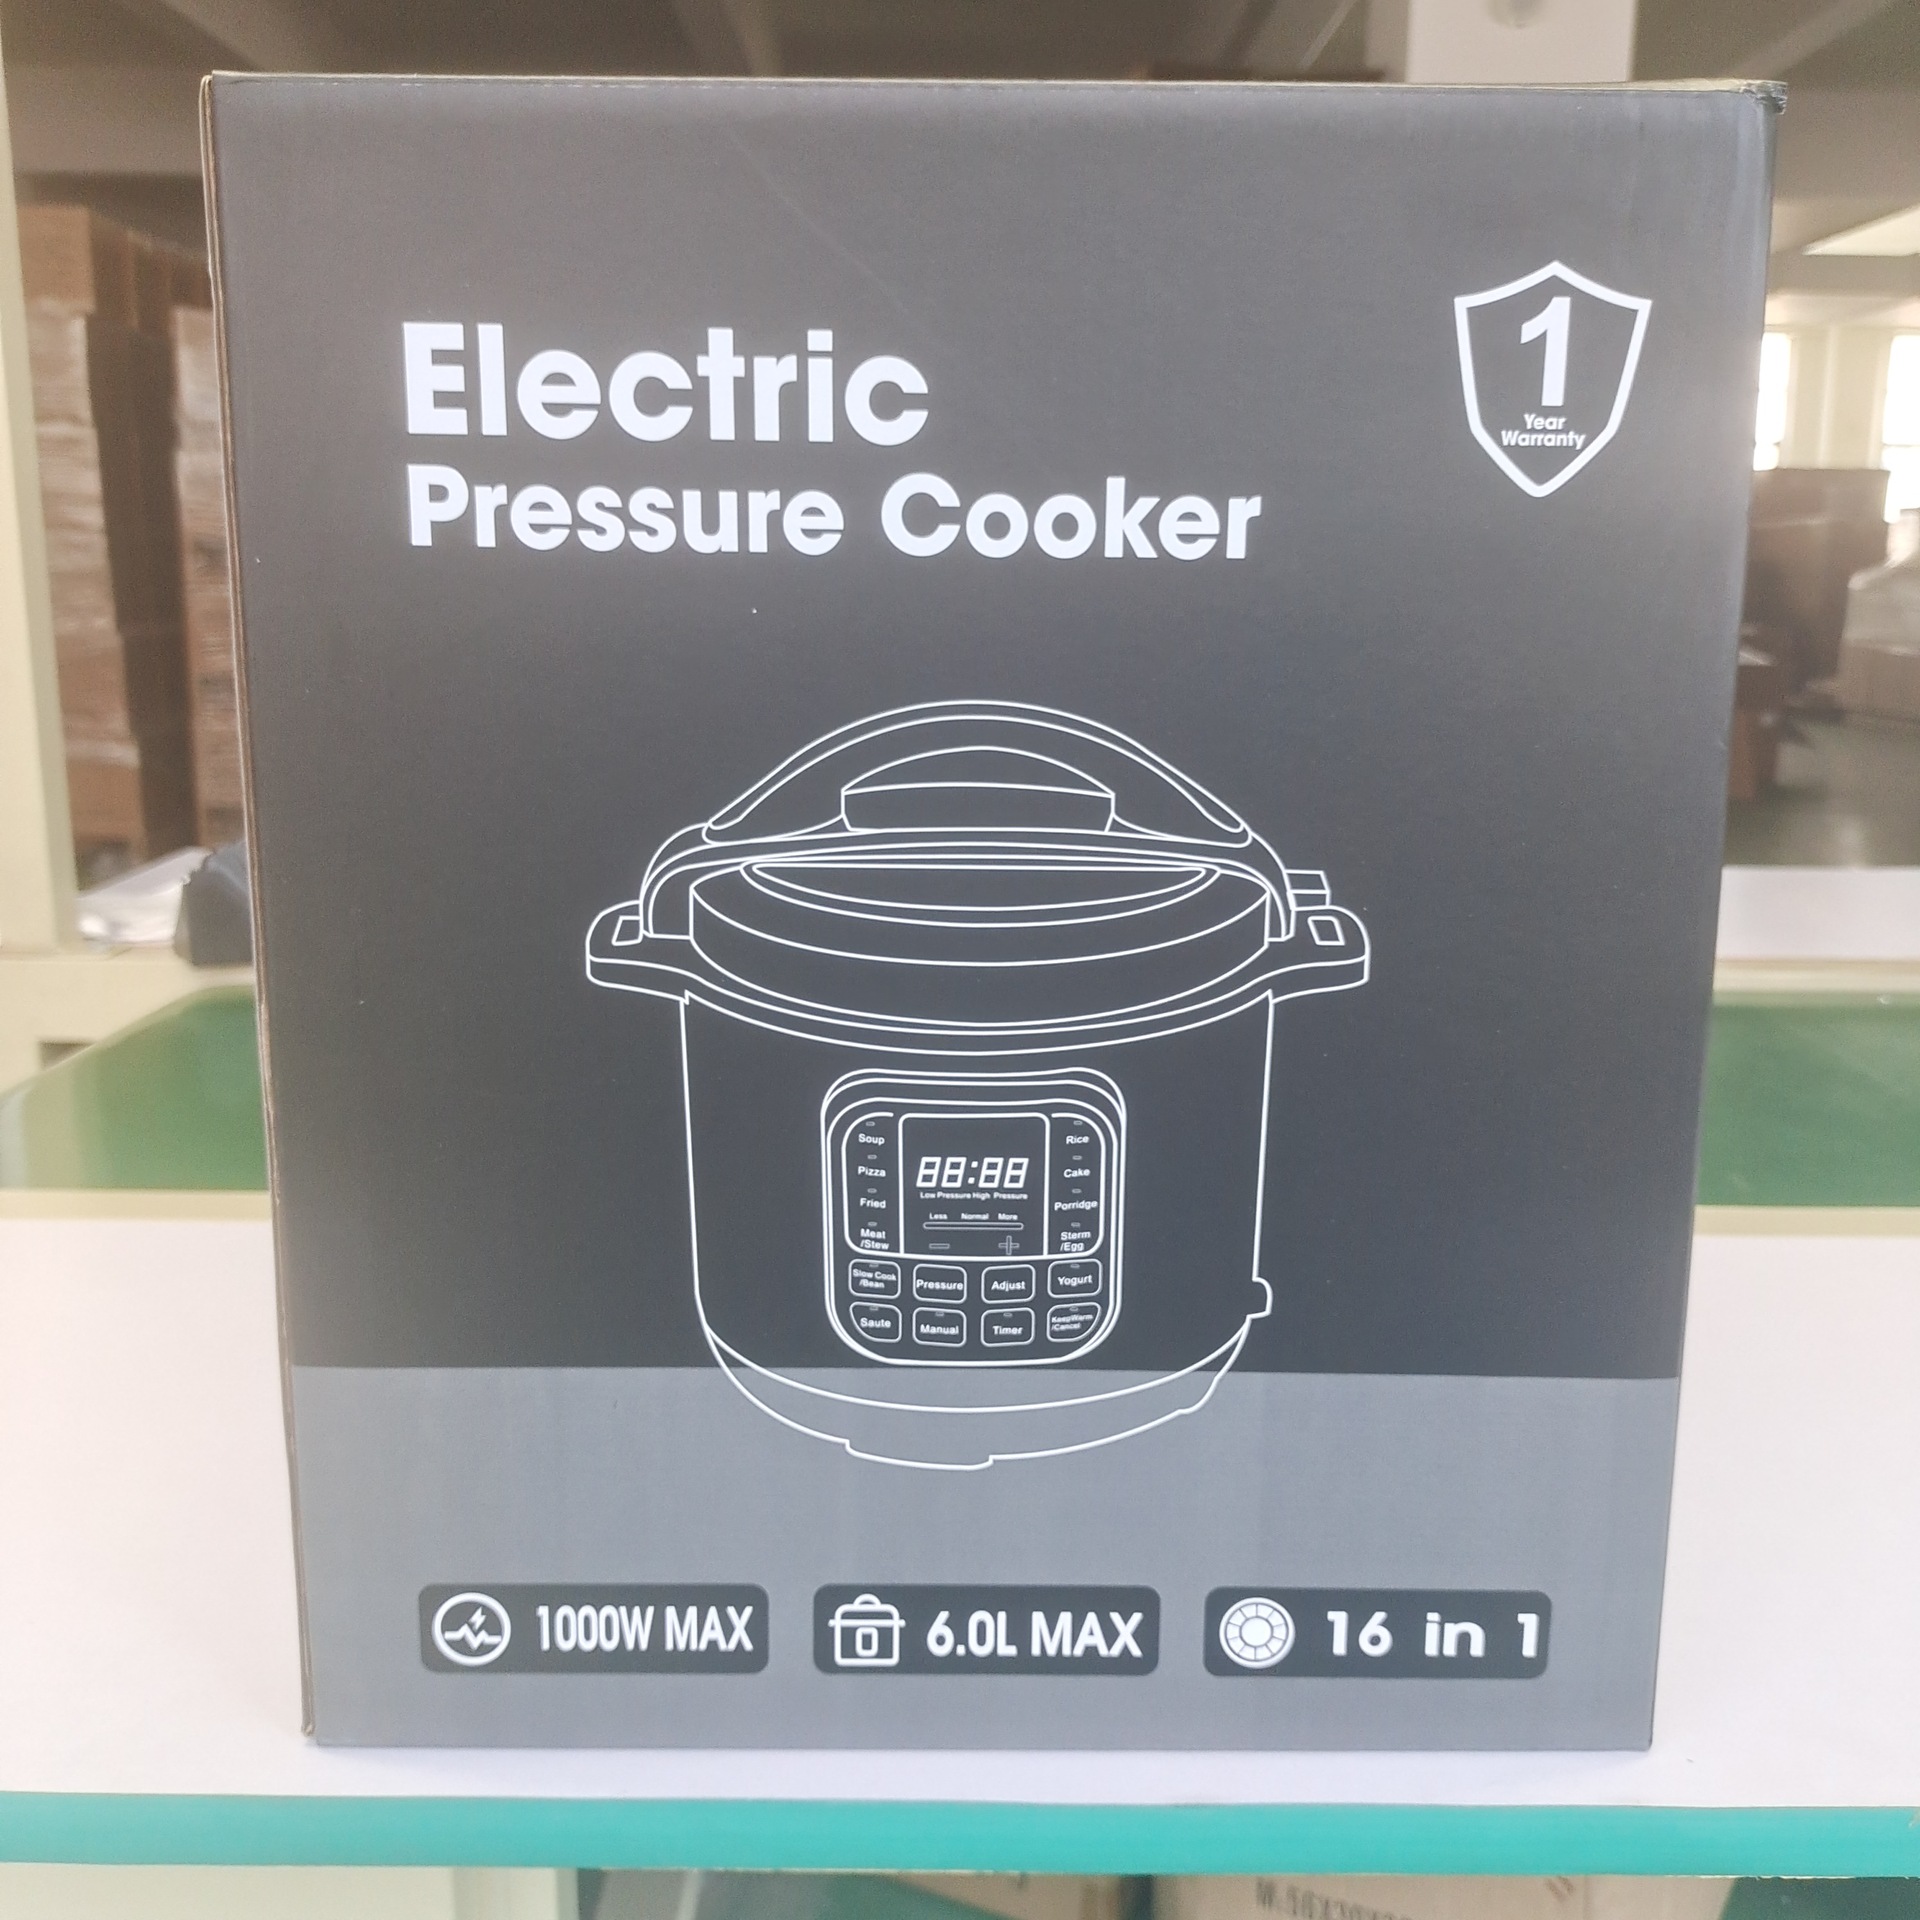 Electric
Pressure Cooker
1
Year
Warranty
Soup
Pizza
Fried
Meat
/Stew
88:88
Low Pressure High Pressure
Less Normal More
- +
Rice
Cake
Porridge
Sterm
/Egg
Slow Cook
/Bean
Pressure
Adjust
Yogurt
Saute
Manual
Timer
KeepWarm
/Cancel
1000W MAX
6.0L MAX
16 in 1